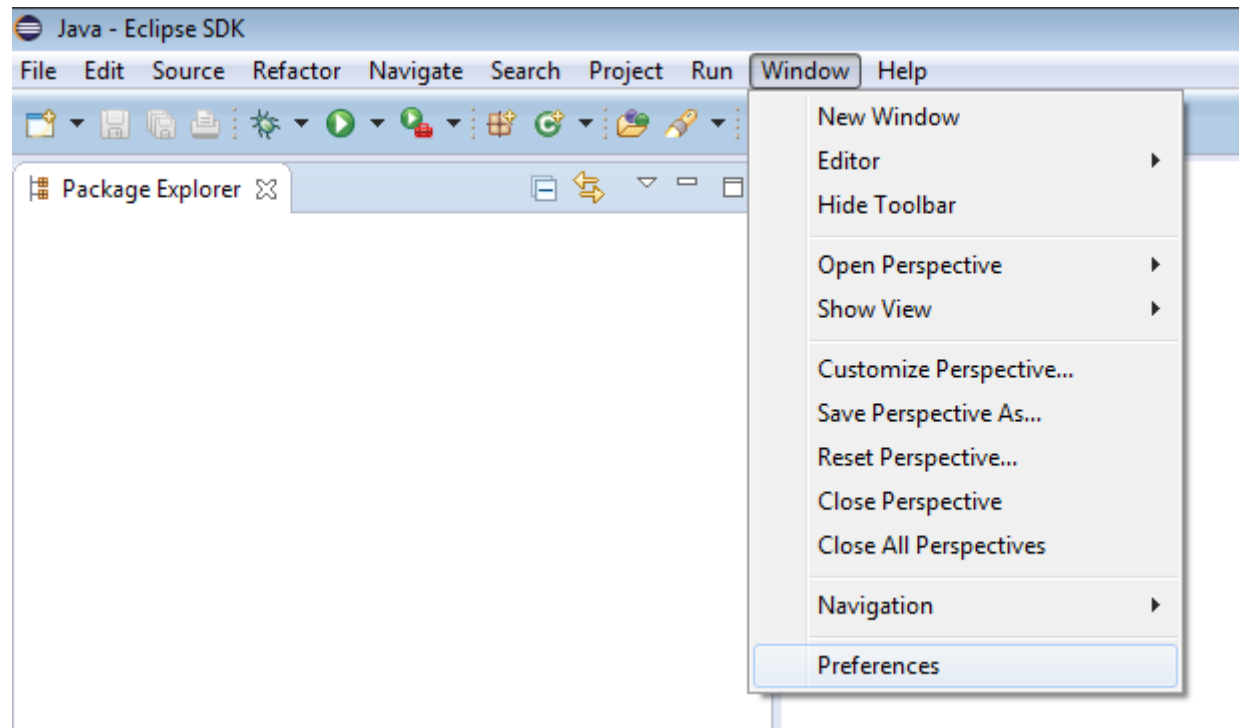 Java - Eclipse SDK
File Edit Source Refactor Navigate Search Project Run Window Help
Package Explorer
New Window
Editor
Hide Toolbar
Open Perspective
Show View
Customize Perspective...
Save Perspective As...
Reset Perspective...
Close Perspective
Close All Perspectives
Navigation
Preferences